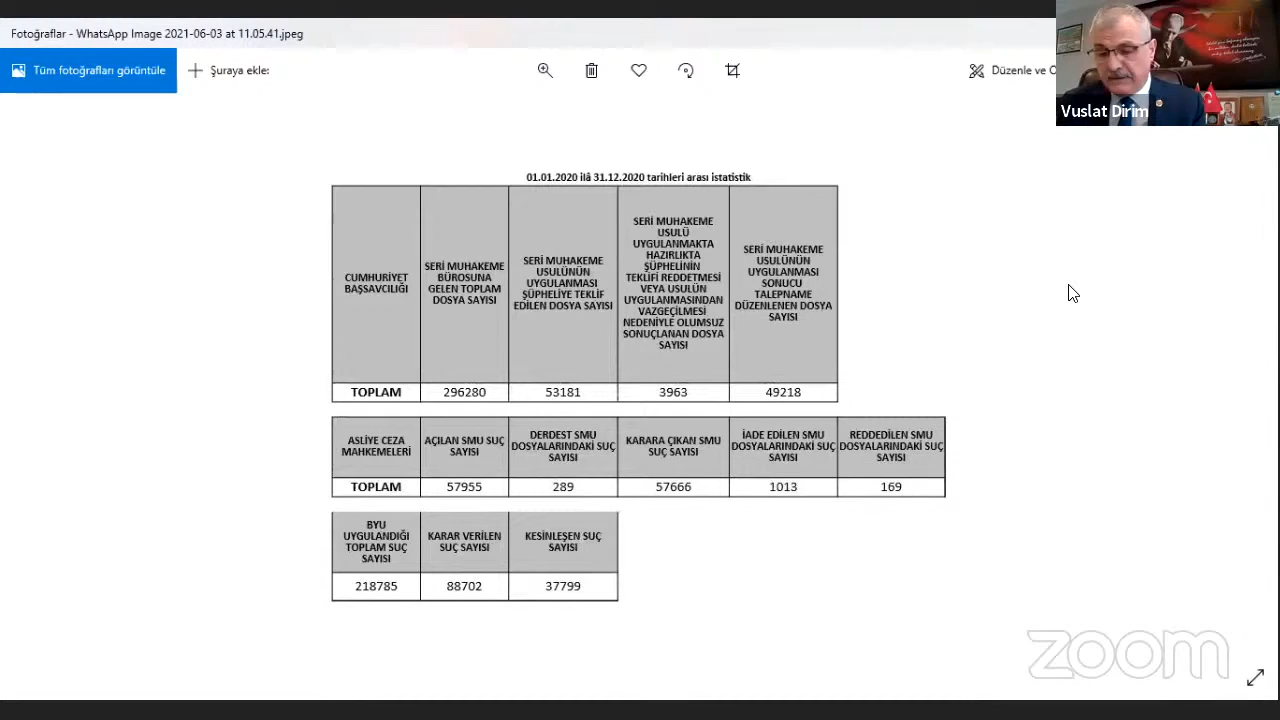 Fotoğraflar - WhatsApp Image 2021-06-03 at 11.05.41.jpeg
Tüm fotoğrafları görüntüle
Şuraya ekle:
Düzenle ve O
Vuslat Dirim
01.01.2020 ilâ 31.12.2020 tarihleri arası istatistik
CUMHURİYET
BAŞSAVCILIĞI
SERİ MUHAKEME
BÜROSUNA
GELEN TOPLAM
DOSYA SAYISI
SERİ MUHAKEME
USULÜNÜN
UYGULANMASI
ŞÜPHELİYE TEKLİF
EDİLEN DOSYA SAYISI
SERİ MUHAKEME
USULÜ
UYGULANMAKTA
HAZIRLIKTA
ŞÜPHELİNİN
TEKLİFİ REDDETMESİ
VEYA USULÜN
UYGULANMASINDAN
VAZGEÇİLMESİ
NEDENİYLE OLUMSUZ
SONUÇLANAN DOSYA
SAYISI
SERİ MUHAKEME
USULÜNÜN
UYGULANMASI
SONUCU
TALEPNAME
DÜZENLENEN DOSYA
SAYISI
TOPLAM 296280 53181 3963 49218
ASLİYE CEZA
MAHKEMELERİ
AÇILAN SMU SUÇ
SAYISI
DERDEST SMU
DOSYALARINDAKİ SUÇ
SAYISI
KARARA ÇIKAN SMU
SUÇ SAYISI
İADE EDİLEN SMU
DOSYALARINDAKİ SUÇ
SAYISI
REDDEDİLEN SMU
DOSYALARINDAKİ SUÇ
SAYISI
TOPLAM 57955 289 57666 1013 169
BYU
UYGULANDIĞI
TOPLAM SUÇ
SAYISI
KARAR VERİLEN
SUÇ SAYISI
KESİNLEŞEN SUÇ
SAYISI
218785 88702 37799
zoom